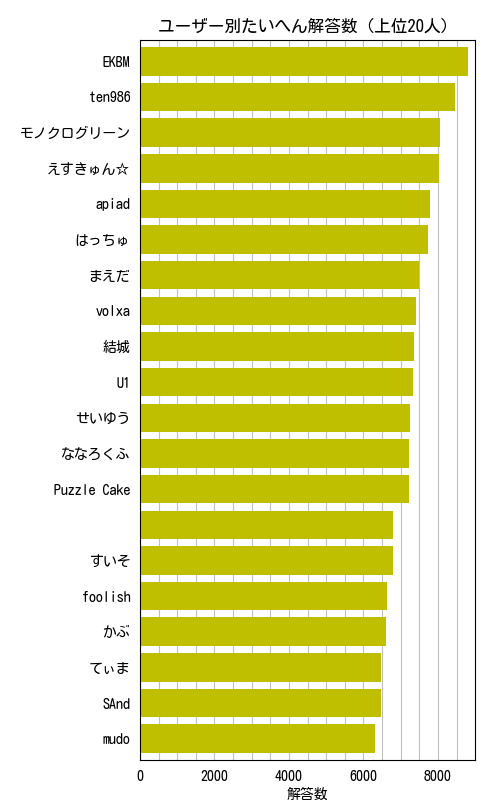 ユーザー別たいへん解答数（上位20人）
EKBM
ten986
モノクログリーン
えすきゅん☆
apiad
はっちゅ
まえだ
volxa
結城
U1
せいゆう
ななろくふ
Puzzle Cake
すいそ
foolish
かぶ
てぃま
SAnd
mudo
0 2000 4000 6000 8000
解答数